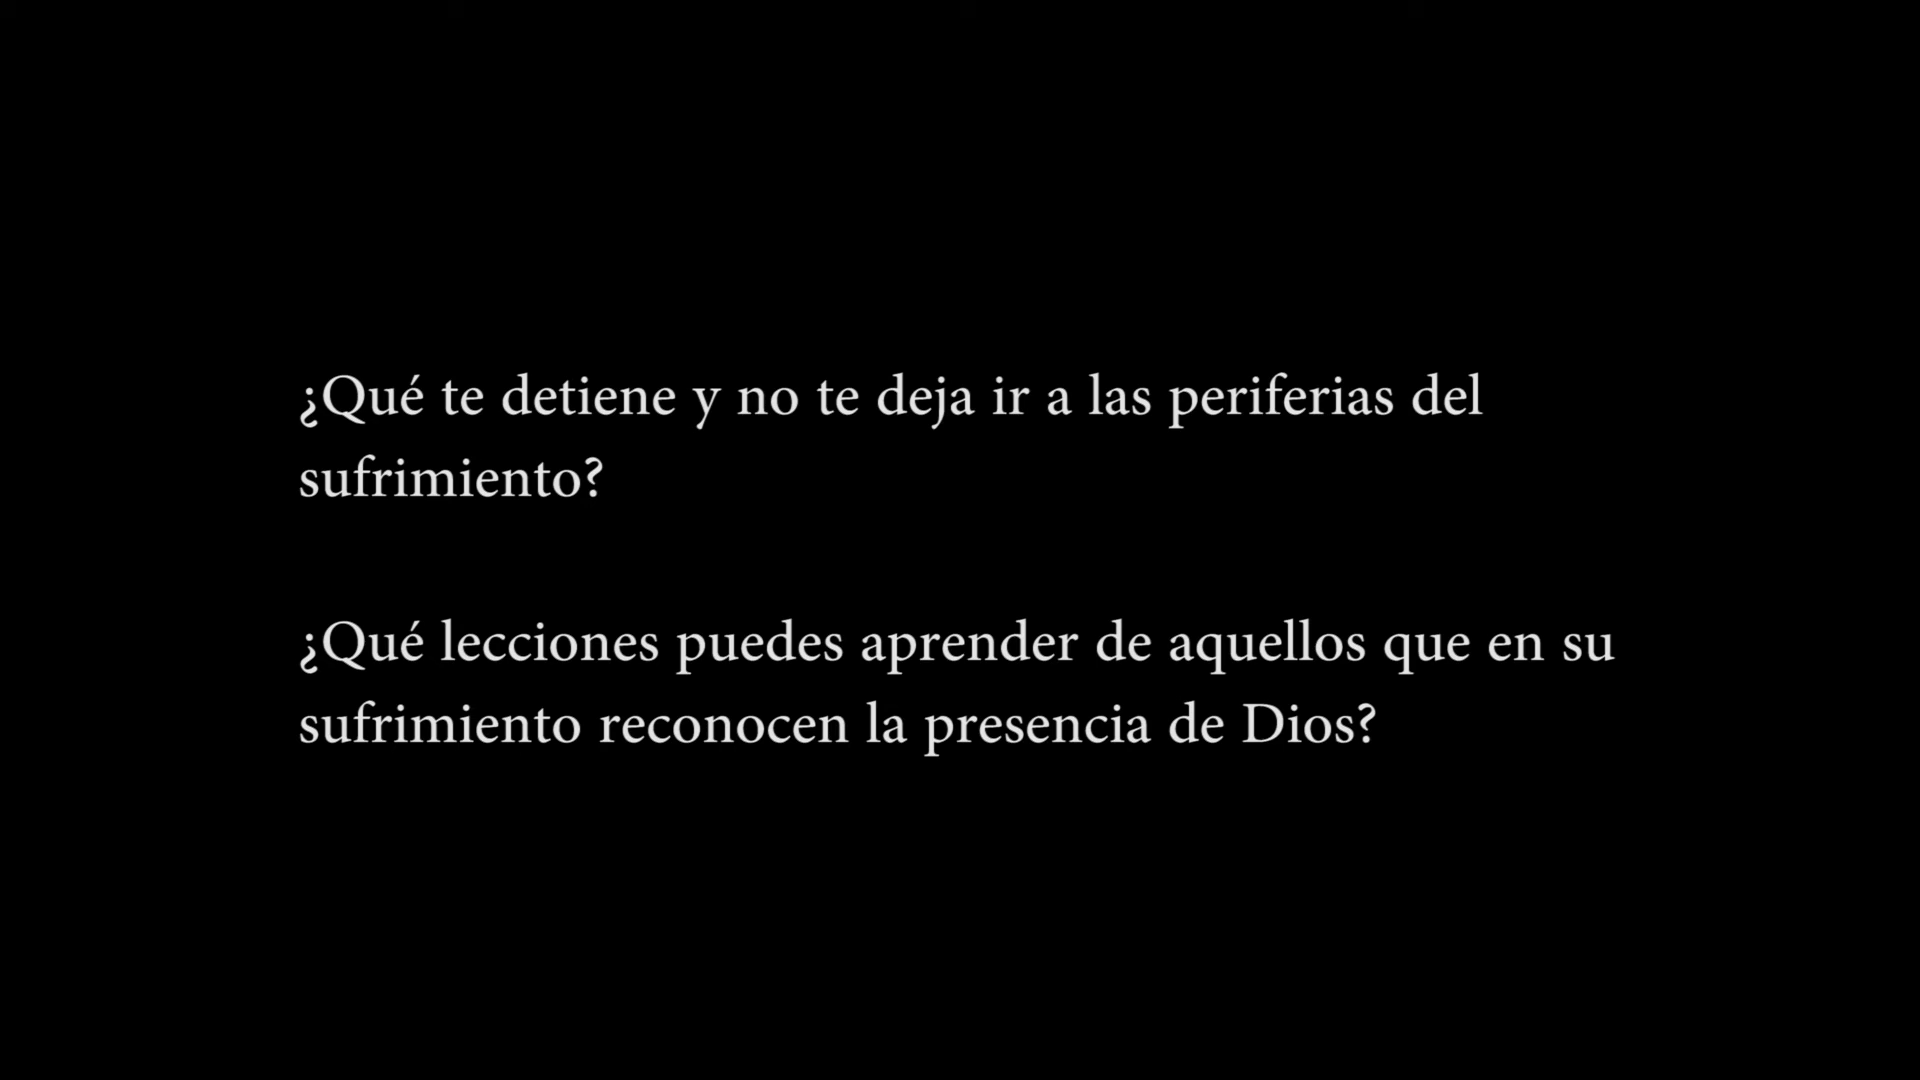 ¿Qué te detiene y no te deja ir a las periferias del
sufrimiento?
¿Qué lecciones puedes aprender de aquellos que en su
sufrimiento reconocen la presencia de Dios?